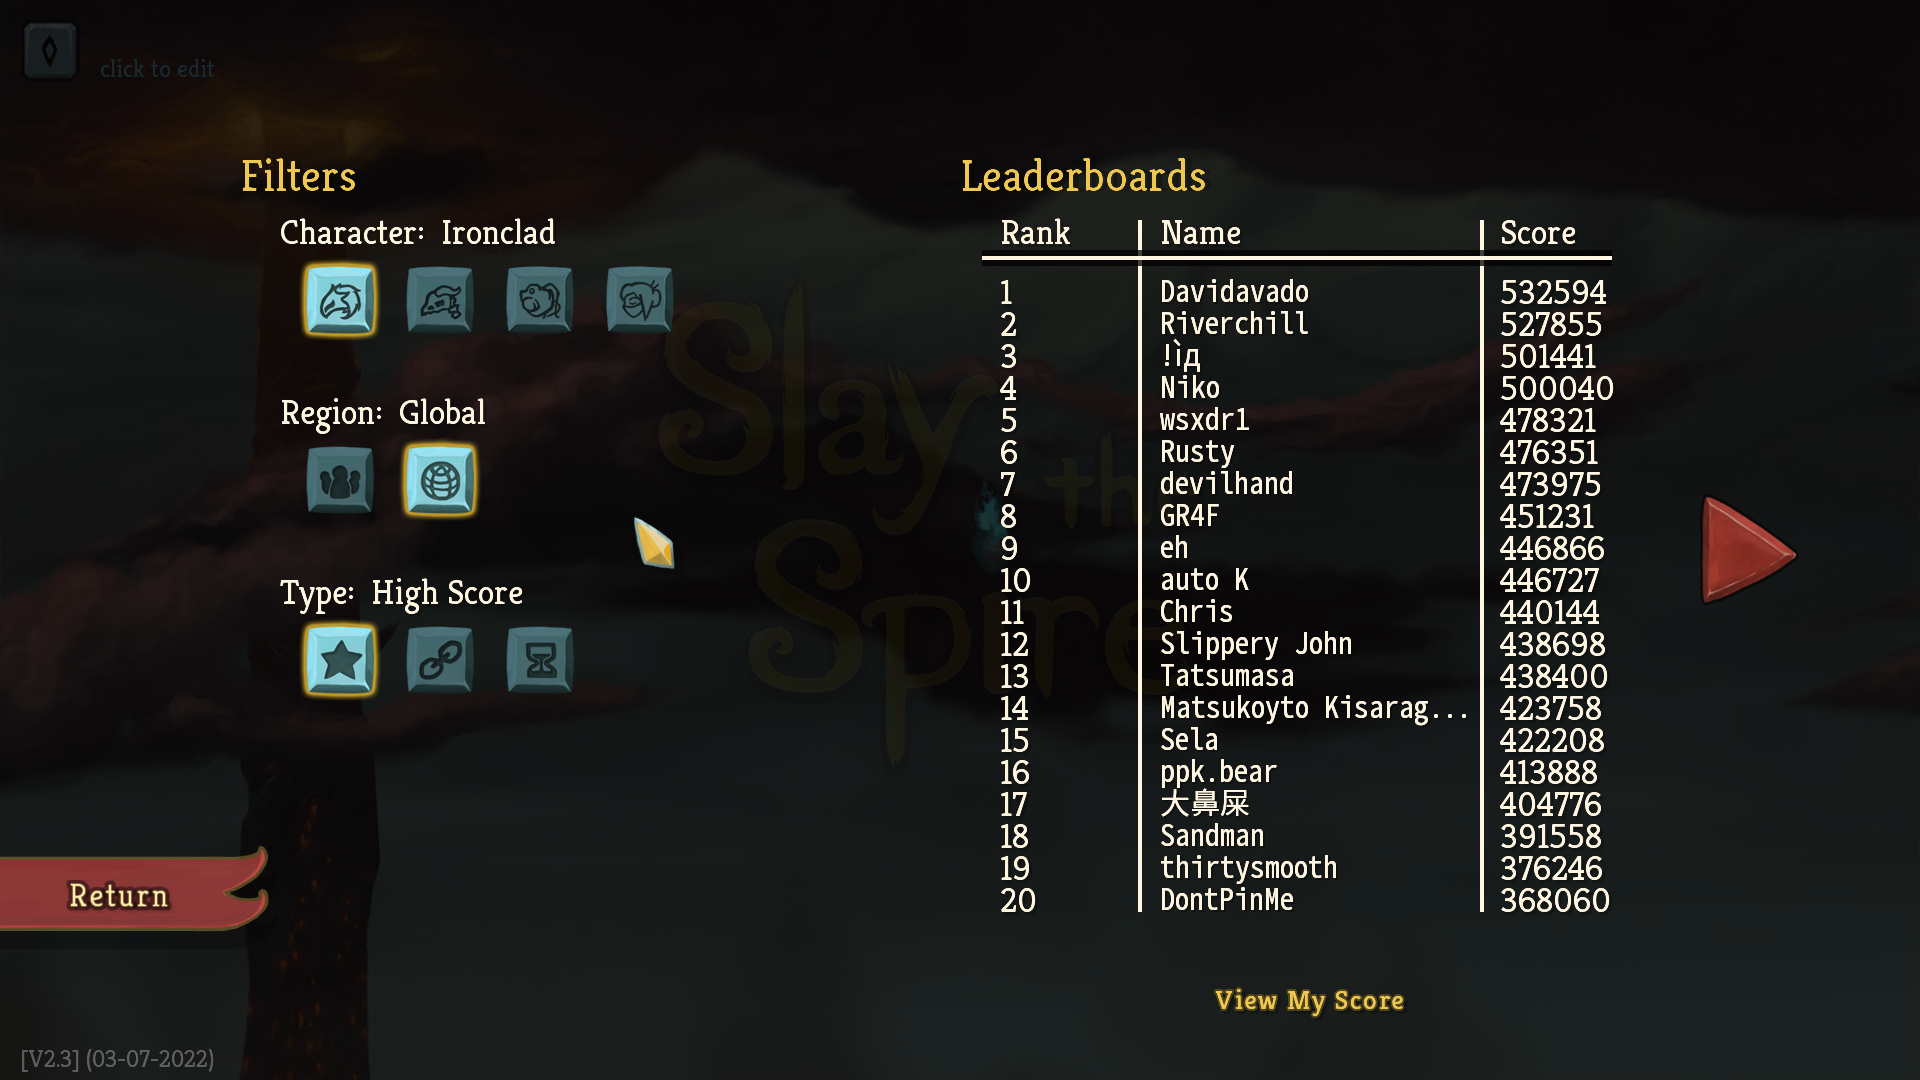 click to edit
Filters
Character: Ironclad
Region: Global
Type: High Score
Return
[V2.3] (03-07-2022)
Slay
the
Spire
Leaderboards
Rank Name Score
1 Davidavado 532594
2 Riverchill 527855
3 !ìд 501441
4 Niko 500040
5 wsxdr1 478321
6 Rusty 476351
7 devilhand 473975
8 GR4F 451231
9 eh 446866
10 auto K 446727
11 Chris 440144
12 Slippery John 438698
13 Tatsumasa 438400
14 Matsukoyto Kisarag... 423758
15 Sela 422208
16 ppk.bear 413888
17 大鼻屎 404776
18 Sandman 391558
19 thirtysmooth 376246
20 DontPinMe 368060
View My Score